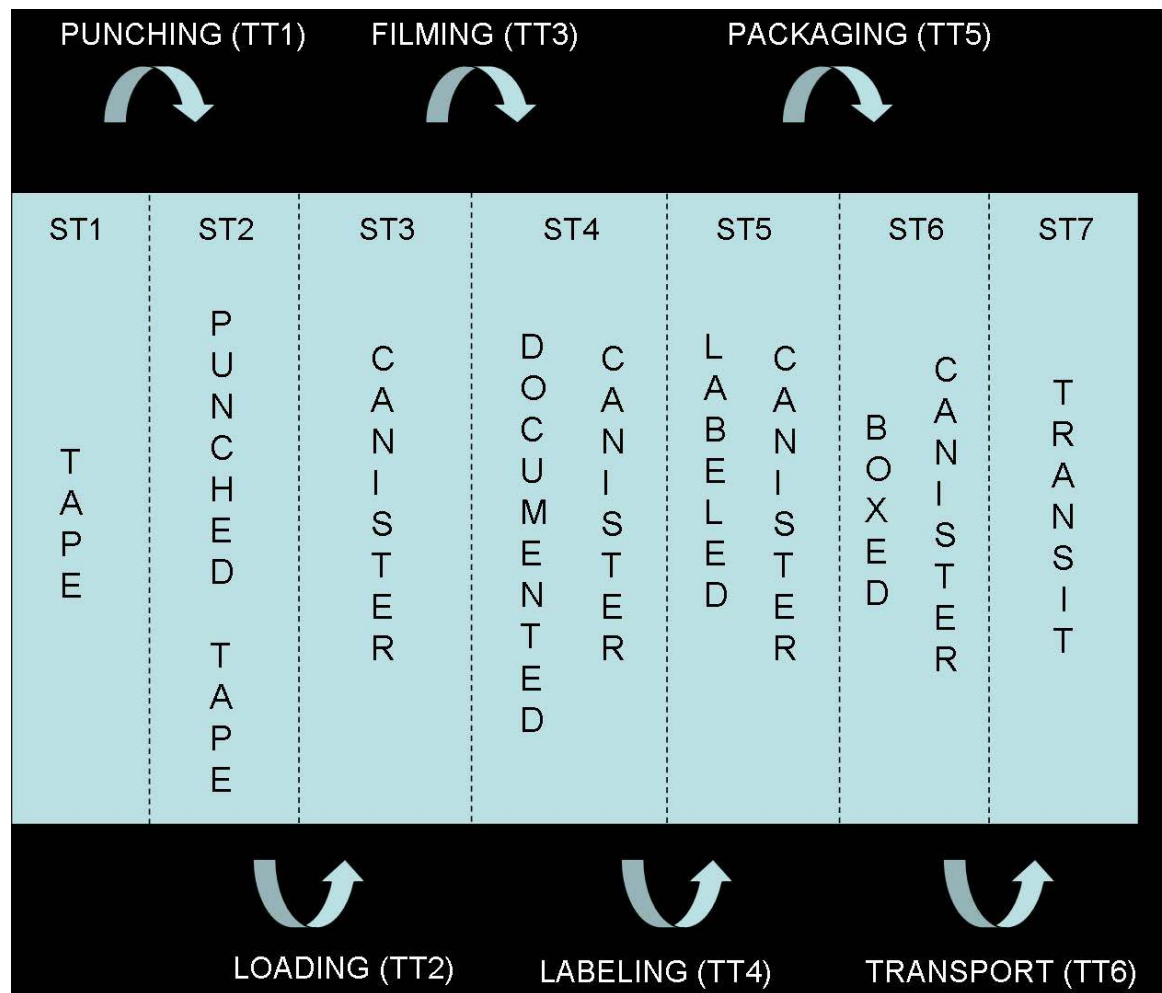 PUNCHING (TT1) FILMING (TT3) PACKAGING (TT5)
ST1 ST2 ST3 ST4 ST5 ST6 ST7
TAPE
PUNCHED TAPE
CANISTER
DOCUMENTED CANISTER
LABELED CANISTER
BOXED CANISTER
TRANSIT
LOADING (TT2) LABELING (TT4) TRANSPORT (TT6)